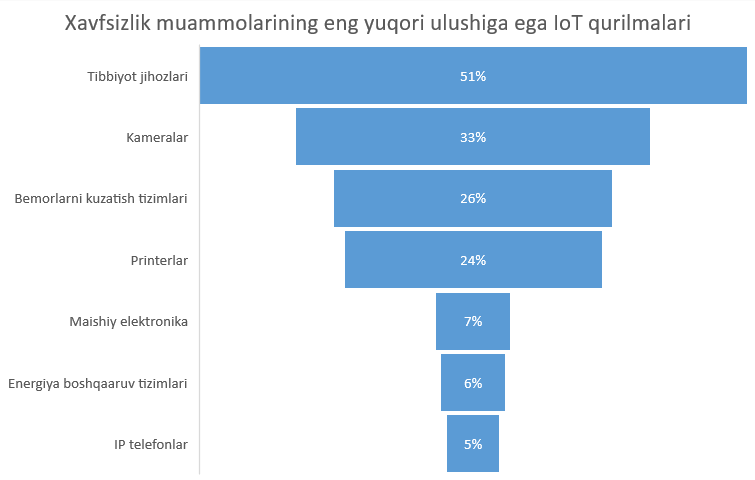 Xavfsizlik muammolarining eng yuqori ulushiga ega IoT qurilmalari
Tibbiyot jihozlari 51%
Kameralar 33%
Bemorlarni kuzatish tizimlari 26%
Printerlar 24%
Maishiy elektronika 7%
Energiya boshqaaruv tizimlari 6%
IP telefonlar 5%